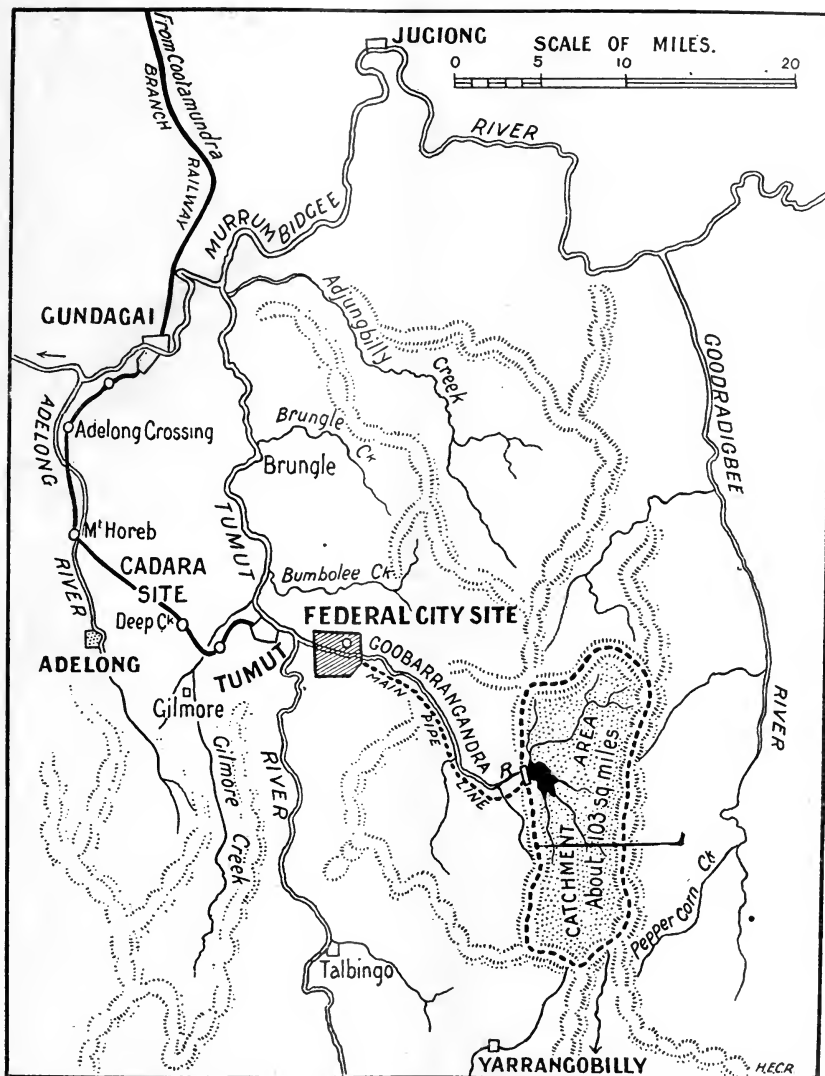 From Cootamundra
BRANCH
RAILWAY
JUGIONG
SCALE OF MILES.
0 5 10 20
RIVER
MURRUMBIDGEE
GUNDAGAI
Adjungbilly
Creek
GOODRADIGBEE
RIVER
ADELONG
RIVER
Adelong Crossing
Brungle
Ck
Brungle
TUMUT
RIVER
Mt Horeb
CADARA
SITE
Deep Ck
Bumbolee Ck.
FEDERAL CITY SITE
ADELONG
TUMUT
Gilmore
Gilmore
Creek
GOOBARRANGANDRA
R.
MAIN
PIPE
LINE
CATCHMENT AREA
About 103 sq. miles
Pepper Corn Ck
Talbingo
YARRANGOBILLY
H.E.C.R.